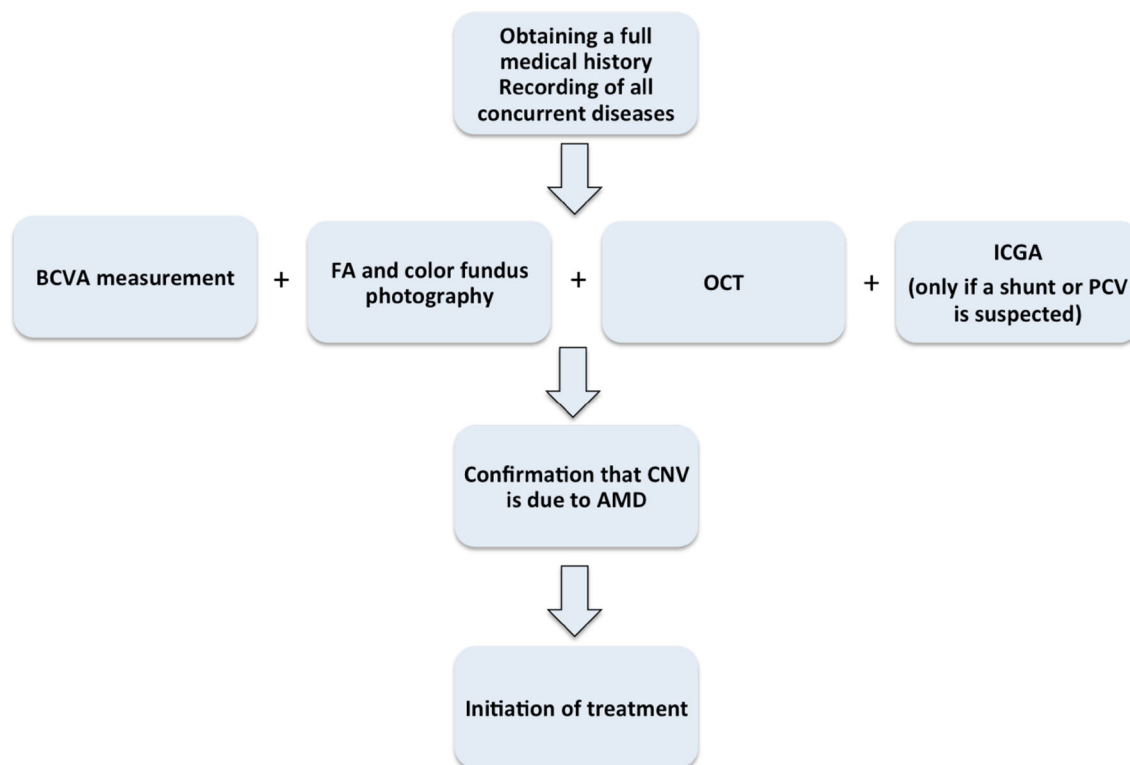 Obtaining a full
medical history
Recording of all
concurrent diseases
BCVA measurement
+
FA and color fundus
photography
+
OCT
+
ICGA
(only if a shunt or PCV
is suspected)
Confirmation that CNV
is due to AMD
Initiation of treatment